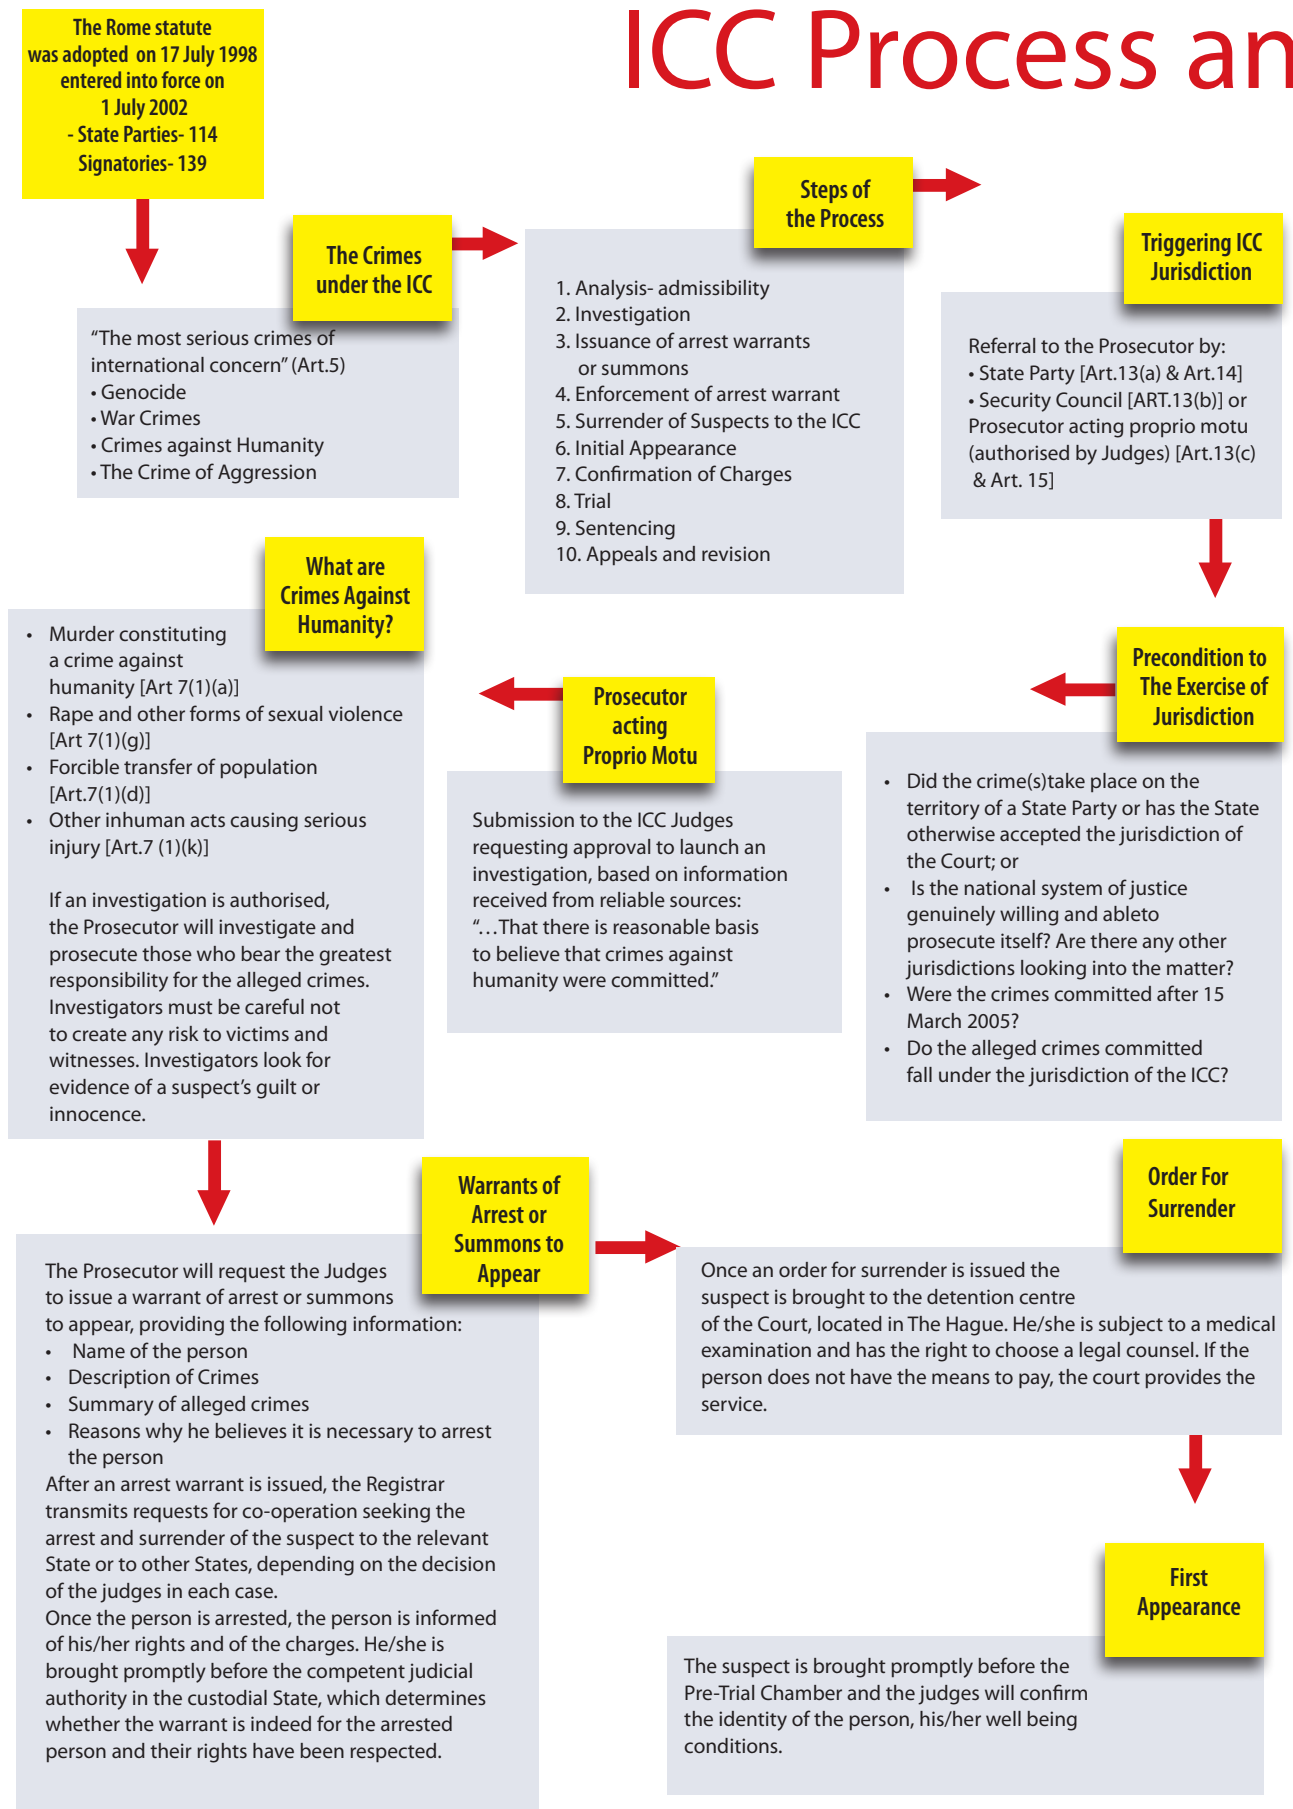 ICC Process an
The Rome statute
was adopted on 17 July 1998
entered into force on
1 July 2002
- State Parties- 114
Signatories- 139
The Crimes
under the ICC
“The most serious crimes of
international concern” (Art.5)
• Genocide
• War Crimes
• Crimes against Humanity
• The Crime of Aggression
Steps of
the Process
1. Analysis- admissibility
2. Investigation
3. Issuance of arrest warrants
or summons
4. Enforcement of arrest warrant
5. Surrender of Suspects to the ICC
6. Initial Appearance
7. Confirmation of Charges
8. Trial
9. Sentencing
10. Appeals and revision
Triggering ICC
Jurisdiction
Referral to the Prosecutor by:
• State Party [Art.13(a) & Art.14]
• Security Council [ART.13(b)] or
Prosecutor acting proprio motu
(authorised by Judges) [Art.13(c)
& Art. 15]
Precondition to
The Exercise of
Jurisdiction
• Did the crime(s)take place on the
territory of a State Party or has the State
otherwise accepted the jurisdiction of
the Court; or
• Is the national system of justice
genuinely willing and ableto
prosecute itself? Are there any other
jurisdictions looking into the matter?
• Were the crimes committed after 15
March 2005?
• Do the alleged crimes committed
fall under the jurisdiction of the ICC?
Prosecutor
acting
Proprio Motu
Submission to the ICC Judges
requesting approval to launch an
investigation, based on information
received from reliable sources:
“…That there is reasonable basis
to believe that crimes against
humanity were committed.”
What are
Crimes Against
Humanity?
• Murder constituting
a crime against
humanity [Art 7(1)(a)]
• Rape and other forms of sexual violence
[Art 7(1)(g)]
• Forcible transfer of population
[Art.7(1)(d)]
• Other inhuman acts causing serious
injury [Art.7 (1)(k)]
If an investigation is authorised,
the Prosecutor will investigate and
prosecute those who bear the greatest
responsibility for the alleged crimes.
Investigators must be careful not
to create any risk to victims and
witnesses. Investigators look for
evidence of a suspect’s guilt or
innocence.
Warrants of
Arrest or
Summons to
Appear
The Prosecutor will request the Judges
to issue a warrant of arrest or summons
to appear, providing the following information:
• Name of the person
• Description of Crimes
• Summary of alleged crimes
• Reasons why he believes it is necessary to arrest
the person
After an arrest warrant is issued, the Registrar
transmits requests for co-operation seeking the
arrest and surrender of the suspect to the relevant
State or to other States, depending on the decision
of the judges in each case.
Once the person is arrested, the person is informed
of his/her rights and of the charges. He/she is
brought promptly before the competent judicial
authority in the custodial State, which determines
whether the warrant is indeed for the arrested
person and their rights have been respected.
Order For
Surrender
Once an order for surrender is issued the
suspect is brought to the detention centre
of the Court, located in The Hague. He/she is subject to a medical
examination and has the right to choose a legal counsel. If the
person does not have the means to pay, the court provides the
service.
First
Appearance
The suspect is brought promptly before the
Pre-Trial Chamber and the judges will confirm
the identity of the person, his/her well being
conditions.